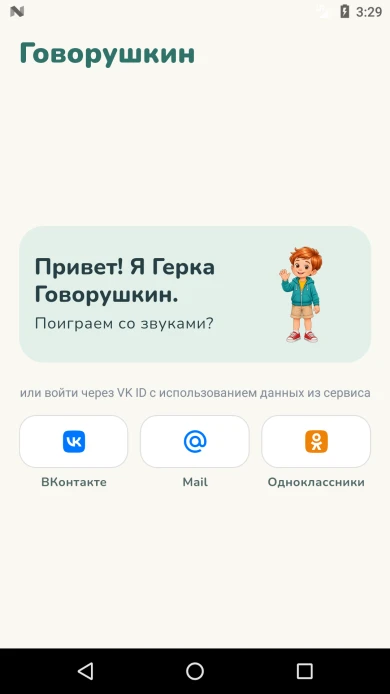 3:29
Говорушкин
Привет! Я Герка
Говорушкин.
Поиграем со звуками?
или войти через VK ID с использованием данных из сервиса
ВКонтакте
Mail
Одноклассники